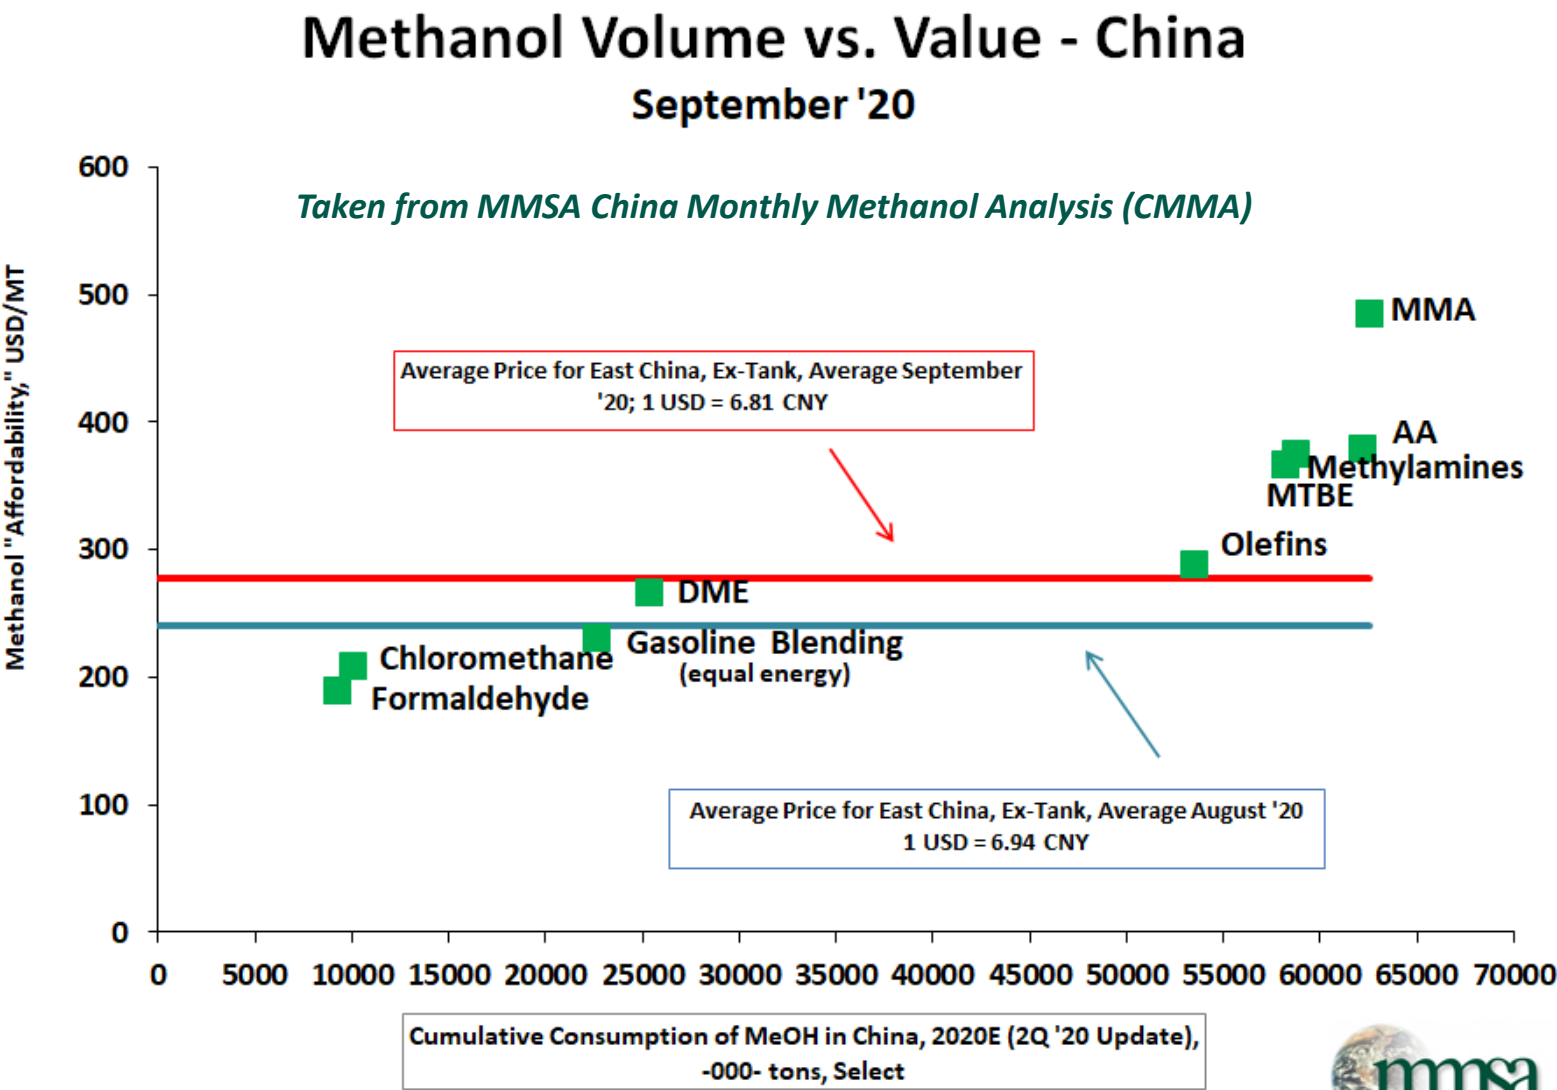 Methanol Volume vs. Value - China
September '20
600
Taken from MMSA China Monthly Methanol Analysis (CMMA)
500
MMA
Average Price for East China, Ex-Tank, Average September
'20; 1 USD = 6.81 CNY
400
AA
Methylamines
MTBE
Olefins
300
DME
Gasoline Blending
(equal energy)
Chloromethane
200
Formaldehyde
100
Average Price for East China, Ex-Tank, Average August '20
1 USD = 6.94 CNY
0
Methanol "Affordability," USD/MT
0 5000 10000 15000 20000 25000 30000 35000 40000 45000 50000 55000 60000 65000 70000
Cumulative Consumption of MeOH in China, 2020E (2Q '20 Update),
-000- tons, Select
mmsa